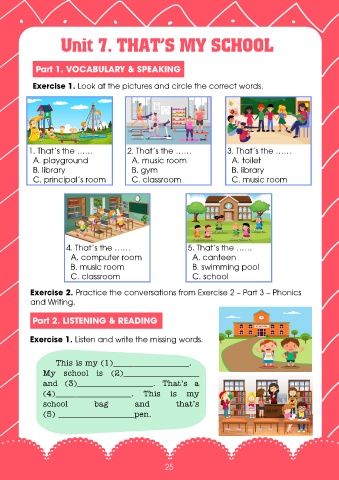 Unit 7. THAT'S MY SCHOOL
Part 1. VOCABULARY & SPEAKING
Exercise 1. Look at the pictures and circle the correct words.
1. That's the ……
A. playground
B. library
C. principal's room
2. That's the ……
A. music room
B. gym
C. classroom
3. That's the ……
A. toilet
B. library
C. music room
4. That's the ……
A. computer room
B. music room
C. classroom
5. That's the ……
A. canteen
B. swimming pool
C. school
Exercise 2. Practice the conversations from Exercise 2 – Part 3 – Phonics
and Writing.
Part 2. LISTENING & READING
Exercise 1. Listen and write the missing words.
This is my (1)__________________.
My school is (2)__________________
and (3)__________________. That's a
(4)__________________. This is my
school bag and that's
(5) __________________pen.
25